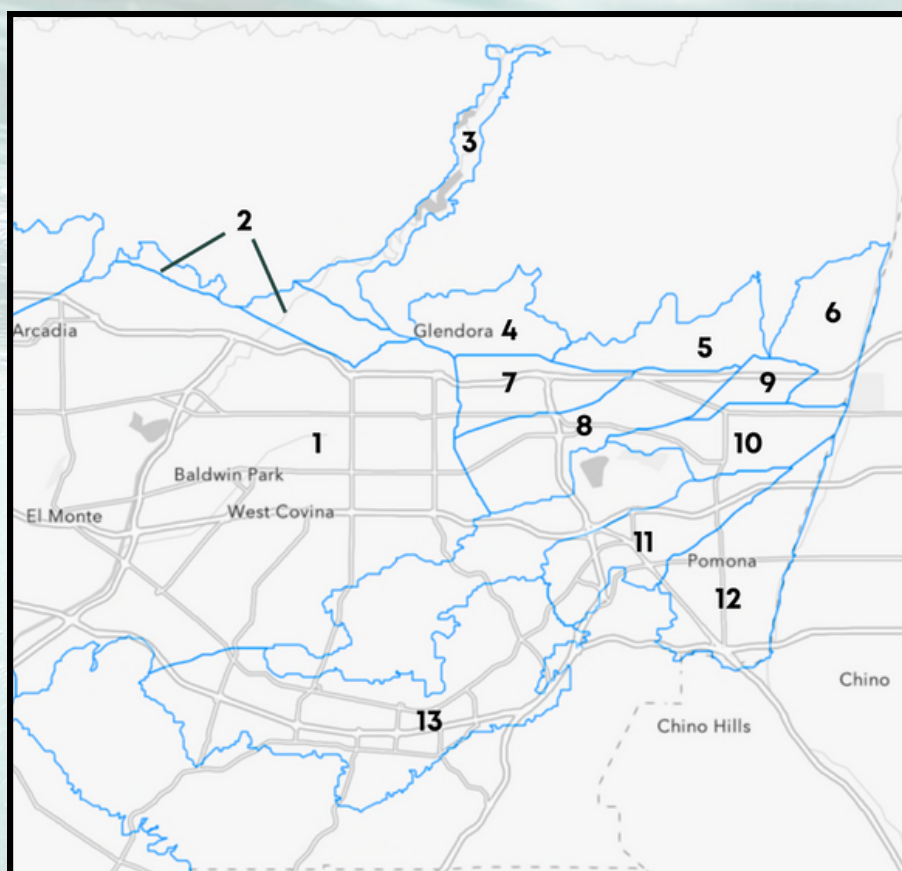 3
2
6
Arcadia
Glendora 4
5
7
9
8
1
10
Baldwin Park
El Monte
West Covina
11
Pomona
12
Chino
13
Chino Hills